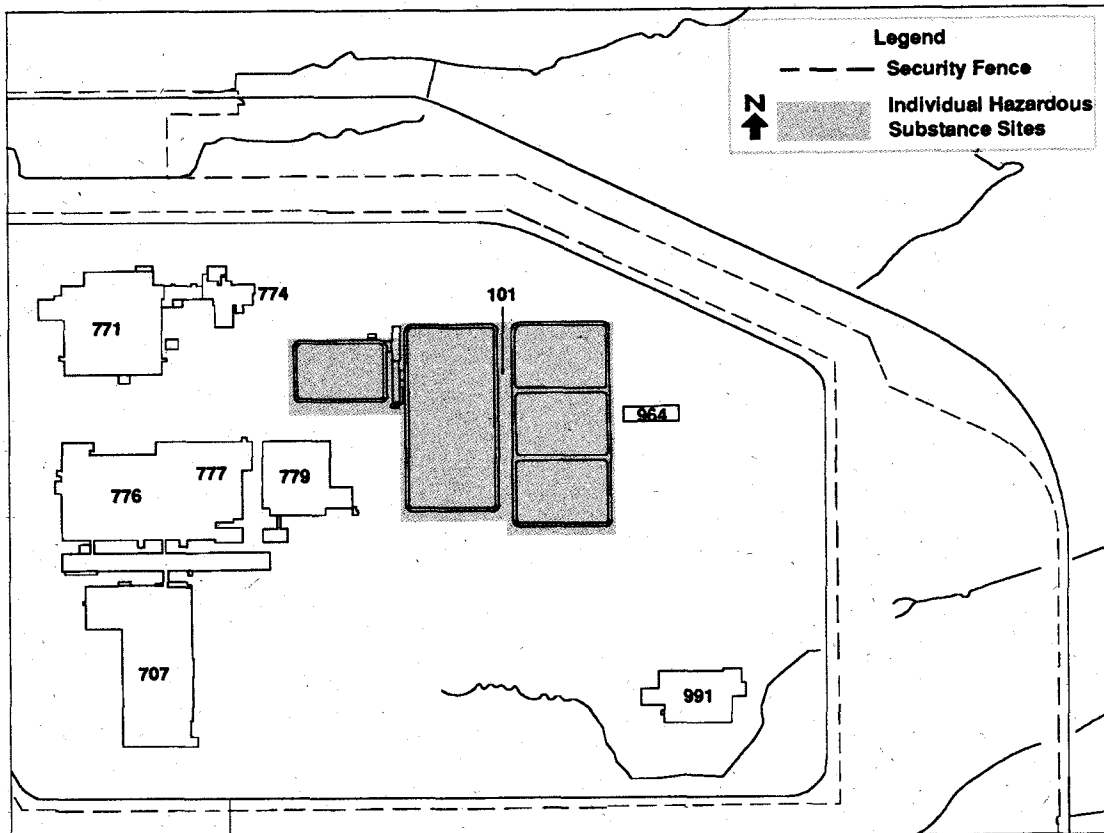 Legend
Security Fence
N
Individual Hazardous
Substance Sites
774
101
771
964
777
779
776
707
991